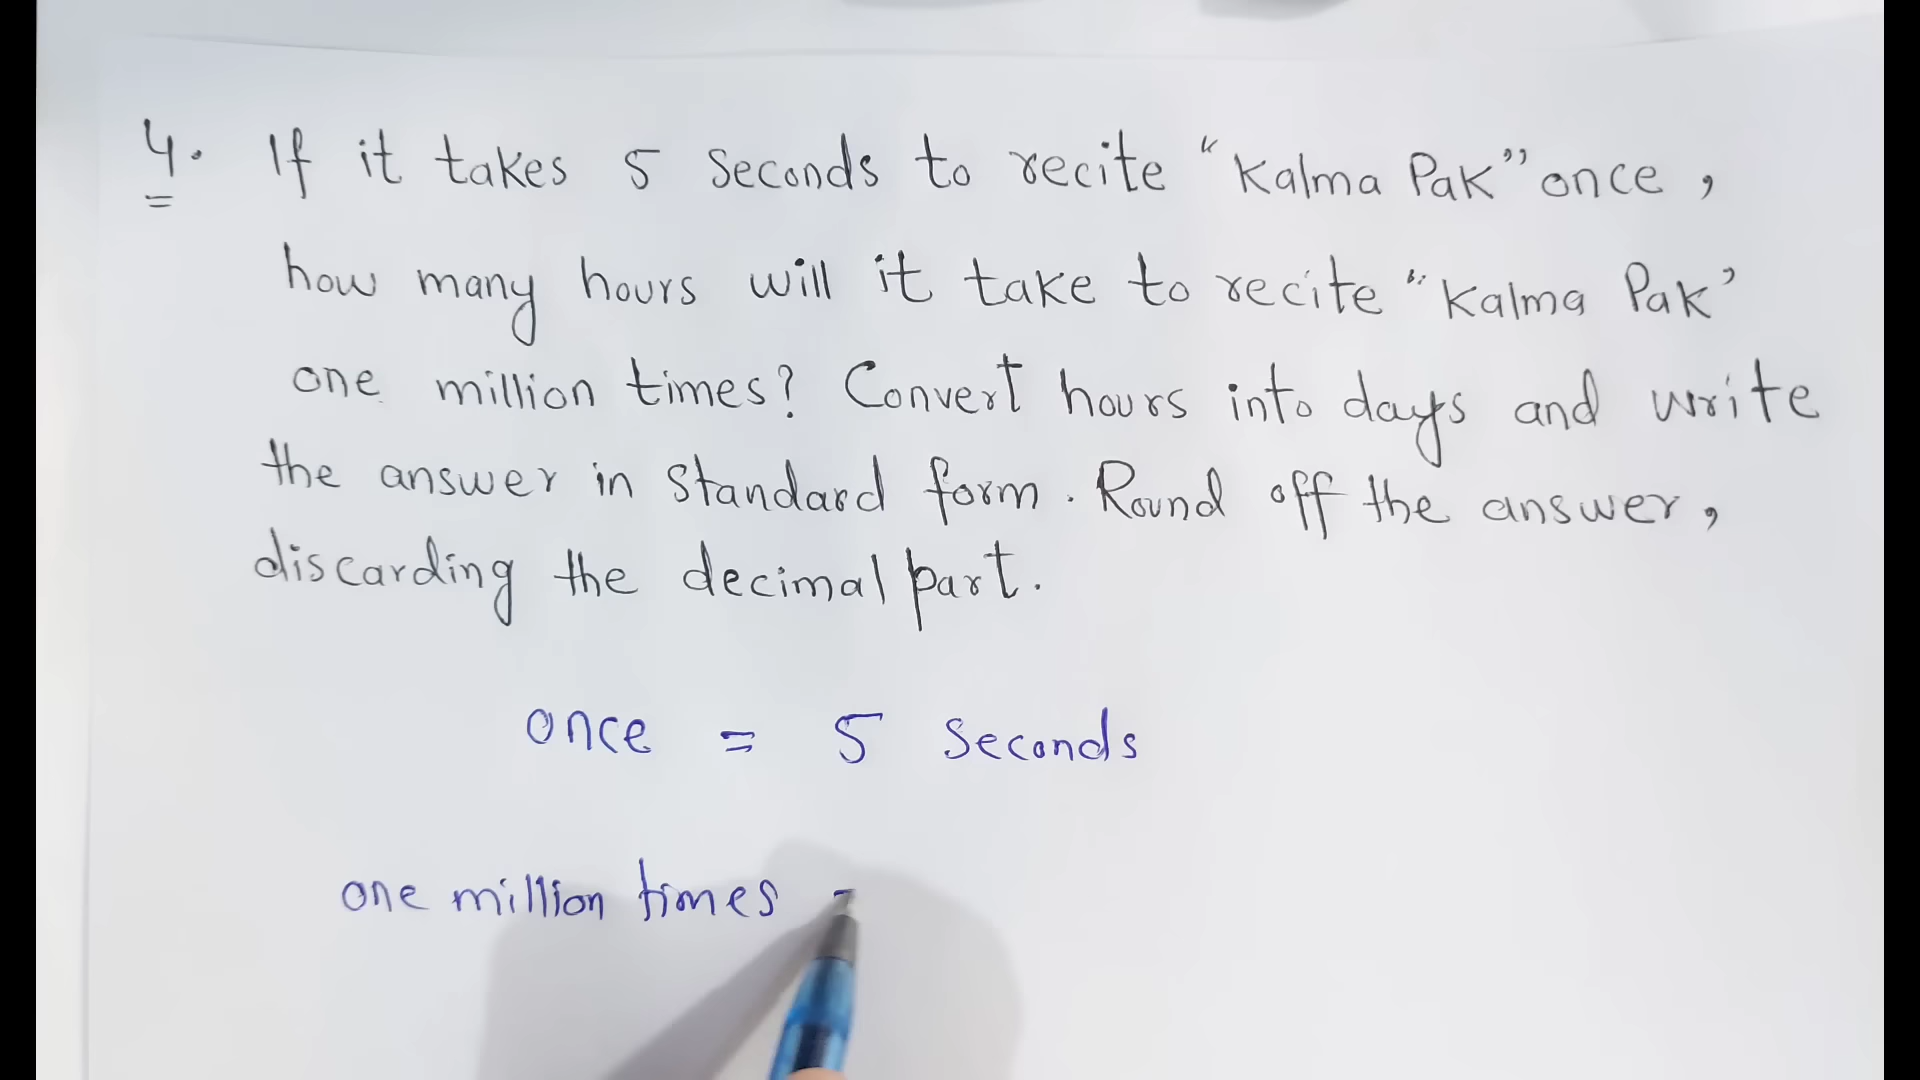 4. If it takes 5 seconds to recite "Kalma Pak" once,
how many hours will it take to recite "Kalma Pak'
one million times? Convert hours into days and write
the answer in standard form. Round off the answer,
discarding the decimal part.
once = 5 seconds
one million times =